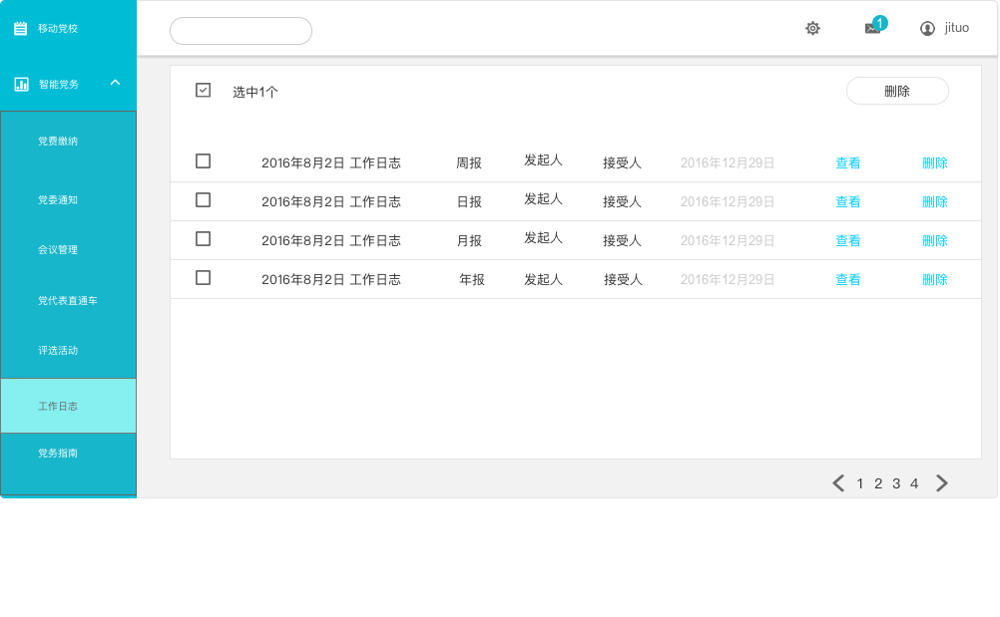 移动党校
1
jituo
智能党务
选中1个
删除
党费缴纳
2016年8月2日 工作日志 周报 发起人 接受人 2016年12月29日 查看 删除
党委通知
2016年8月2日 工作日志 日报 发起人 接受人 2016年12月29日 查看 删除
会议管理
2016年8月2日 工作日志 月报 发起人 接受人 2016年12月29日 查看 删除
2016年8月2日 工作日志 年报 发起人 接受人 2016年12月29日 查看 删除
党代表直通车
评选活动
工作日志
党务指南
1 2 3 4